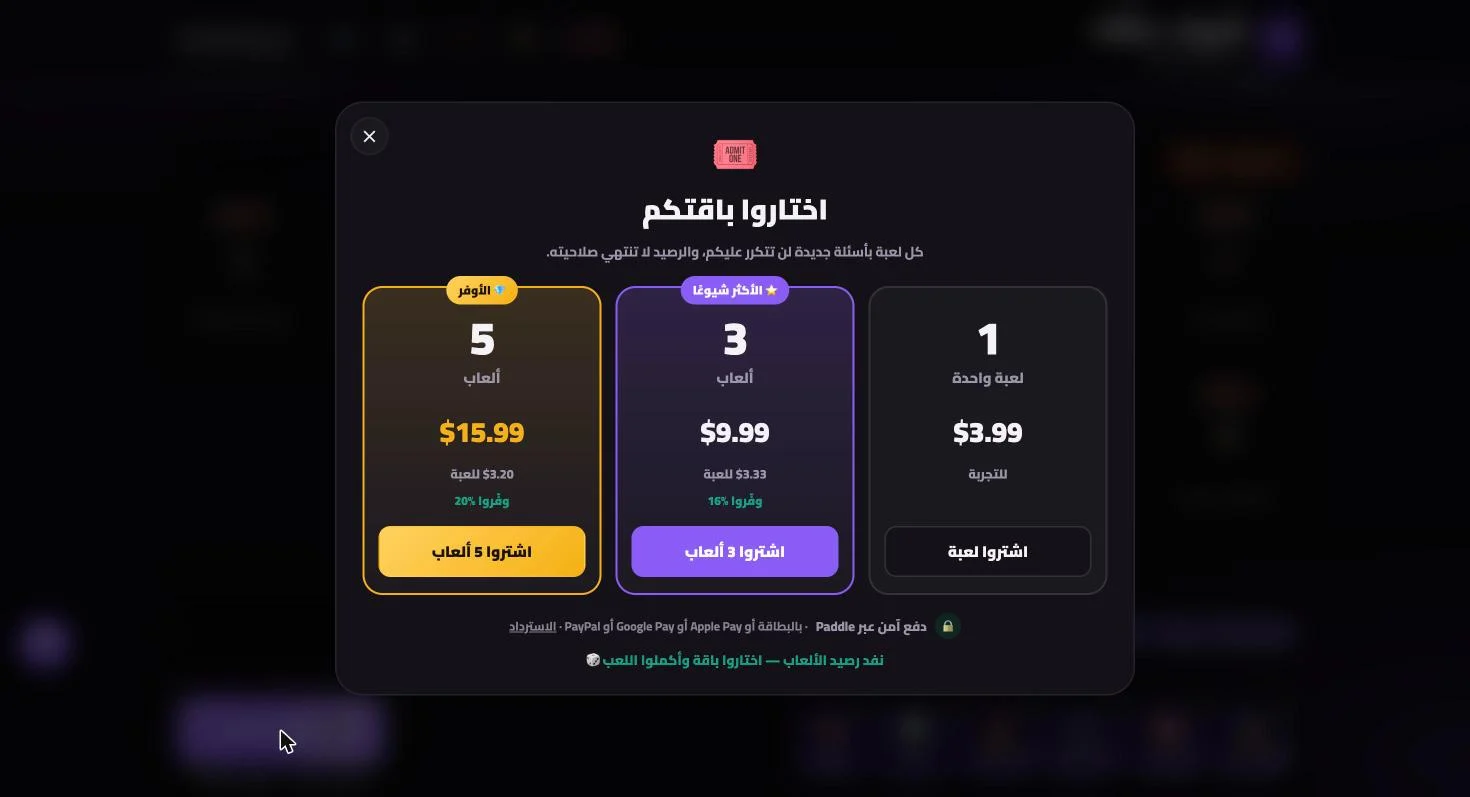 ADMIT
ONE
اختاروا باقتكم
كل لعبة بأسئلة جديدة لن تتكرر عليكم، والرصيد لا تنتهي صلاحيته.
1
لعبة واحدة
$3.99
للتجربة
اشتروا لعبة
⭐ الأكثر شيوعًا
3
ألعاب
$9.99
$3.33 للعبة
وفّروا 16%
اشتروا 3 ألعاب
💎 الأوفر
5
ألعاب
$15.99
$3.20 للعبة
وفّروا 20%
اشتروا 5 ألعاب
🔒 دفع آمن عبر Paddle · بالبطاقة أو Apple Pay أو Google Pay أو PayPal · الاسترداد
نفد رصيد الألعاب — اختاروا باقة وأكملوا اللعب 🎲